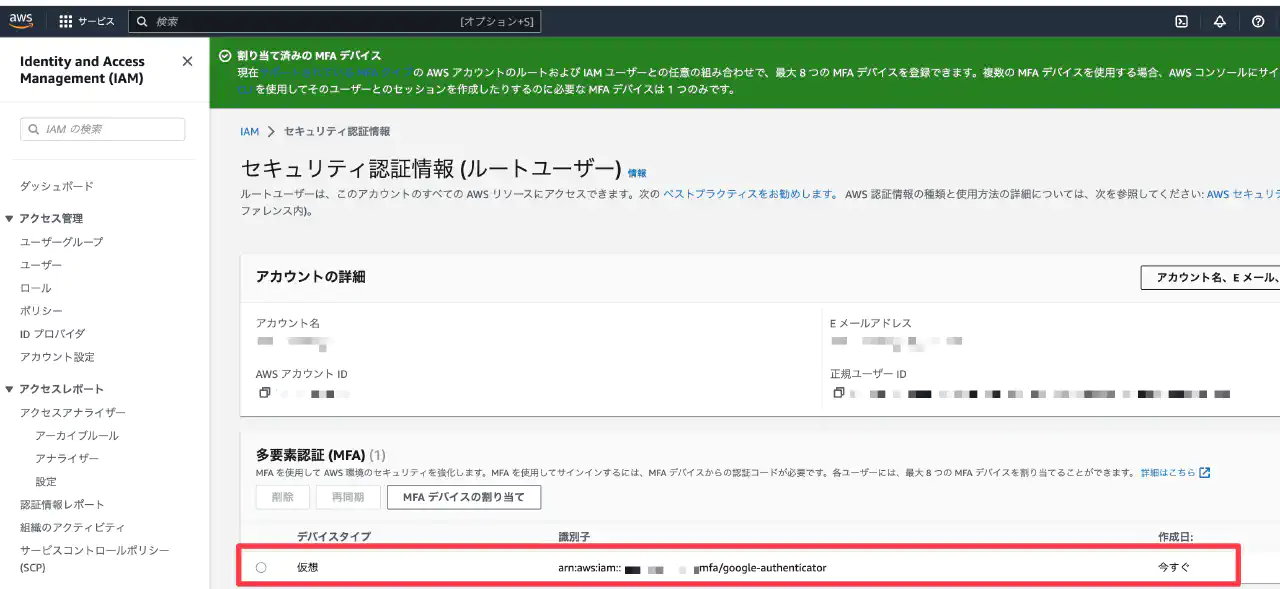 aws
サービス
検索
[オプション+S]
Identity and Access
Management (IAM)
IAM の検索
ダッシュボード
アクセス管理
ユーザーグループ
ユーザー
ロール
ポリシー
ID プロバイダ
アカウント設定
アクセスレポート
アクセスアナライザー
アーカイブルール
アナライザー
設定
認証情報レポート
組織のアクティビティ
サービスコントロールポリシー
(SCP)
割り当て済みの MFA デバイス
現在サポートされている MFA タイプの AWS アカウントのルートおよび IAM ユーザーとの任意の組み合わせで、最大 8 つの MFA デバイスを登録できます。複数の MFA デバイスを使用する場合、AWS コンソールにサイ
CLI を使用してそのユーザーとのセッションを作成したりするのに必要な MFA デバイスは 1 つのみです。
IAM
セキュリティ認証情報
セキュリティ認証情報 (ルートユーザー) 情報
ルートユーザーは、このアカウントのすべての AWS リソースにアクセスできます。次の ベストプラクティスをお勧めします。 AWS 認証情報の種類と使用方法の詳細については、次を参照してください: AWS セキュリテ
ファレンス内)。
アカウントの詳細
アカウント名、E メール、
アカウント名
E メールアドレス
AWS アカウント ID
正規ユーザー ID
多要素認証 (MFA) (1)
MFA を使用して AWS 環境のセキュリティを強化します。MFA を使用してサインインするには、MFA デバイスからの認証コードが必要です。各ユーザーには、最大 8 つの MFA デバイスを割り当てることができます。 詳細はこちら
削除
再同期
MFA デバイスの割り当て
デバイスタイプ
識別子
作成日:
仮想
arn:aws:iam::
mfa/google-authenticator
今すぐ